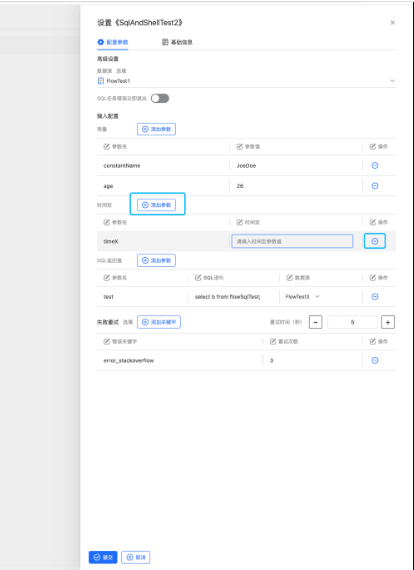 设置《SqlAndShellTest2》
配置参数 基础信息
高级设置
数据源 选填
FlowTest1
SQL任务错误立即退出
输入配置
常量 添加参数
参数名 参数值 操作
constantName JooDoe
age 26
时间宏 添加参数
参数名 时间宏 操作
timeX 请输入时间宏参数值
SQL返回值 添加参数
参数名 SQL语句 数据源 操作
test select b from flowSqlTest; FlowTest3
失败重试 选填 添加关键字 重试时间（秒） - 5 +
错误关键字 重试次数 操作
error_stackoverflow 3
提交 取消